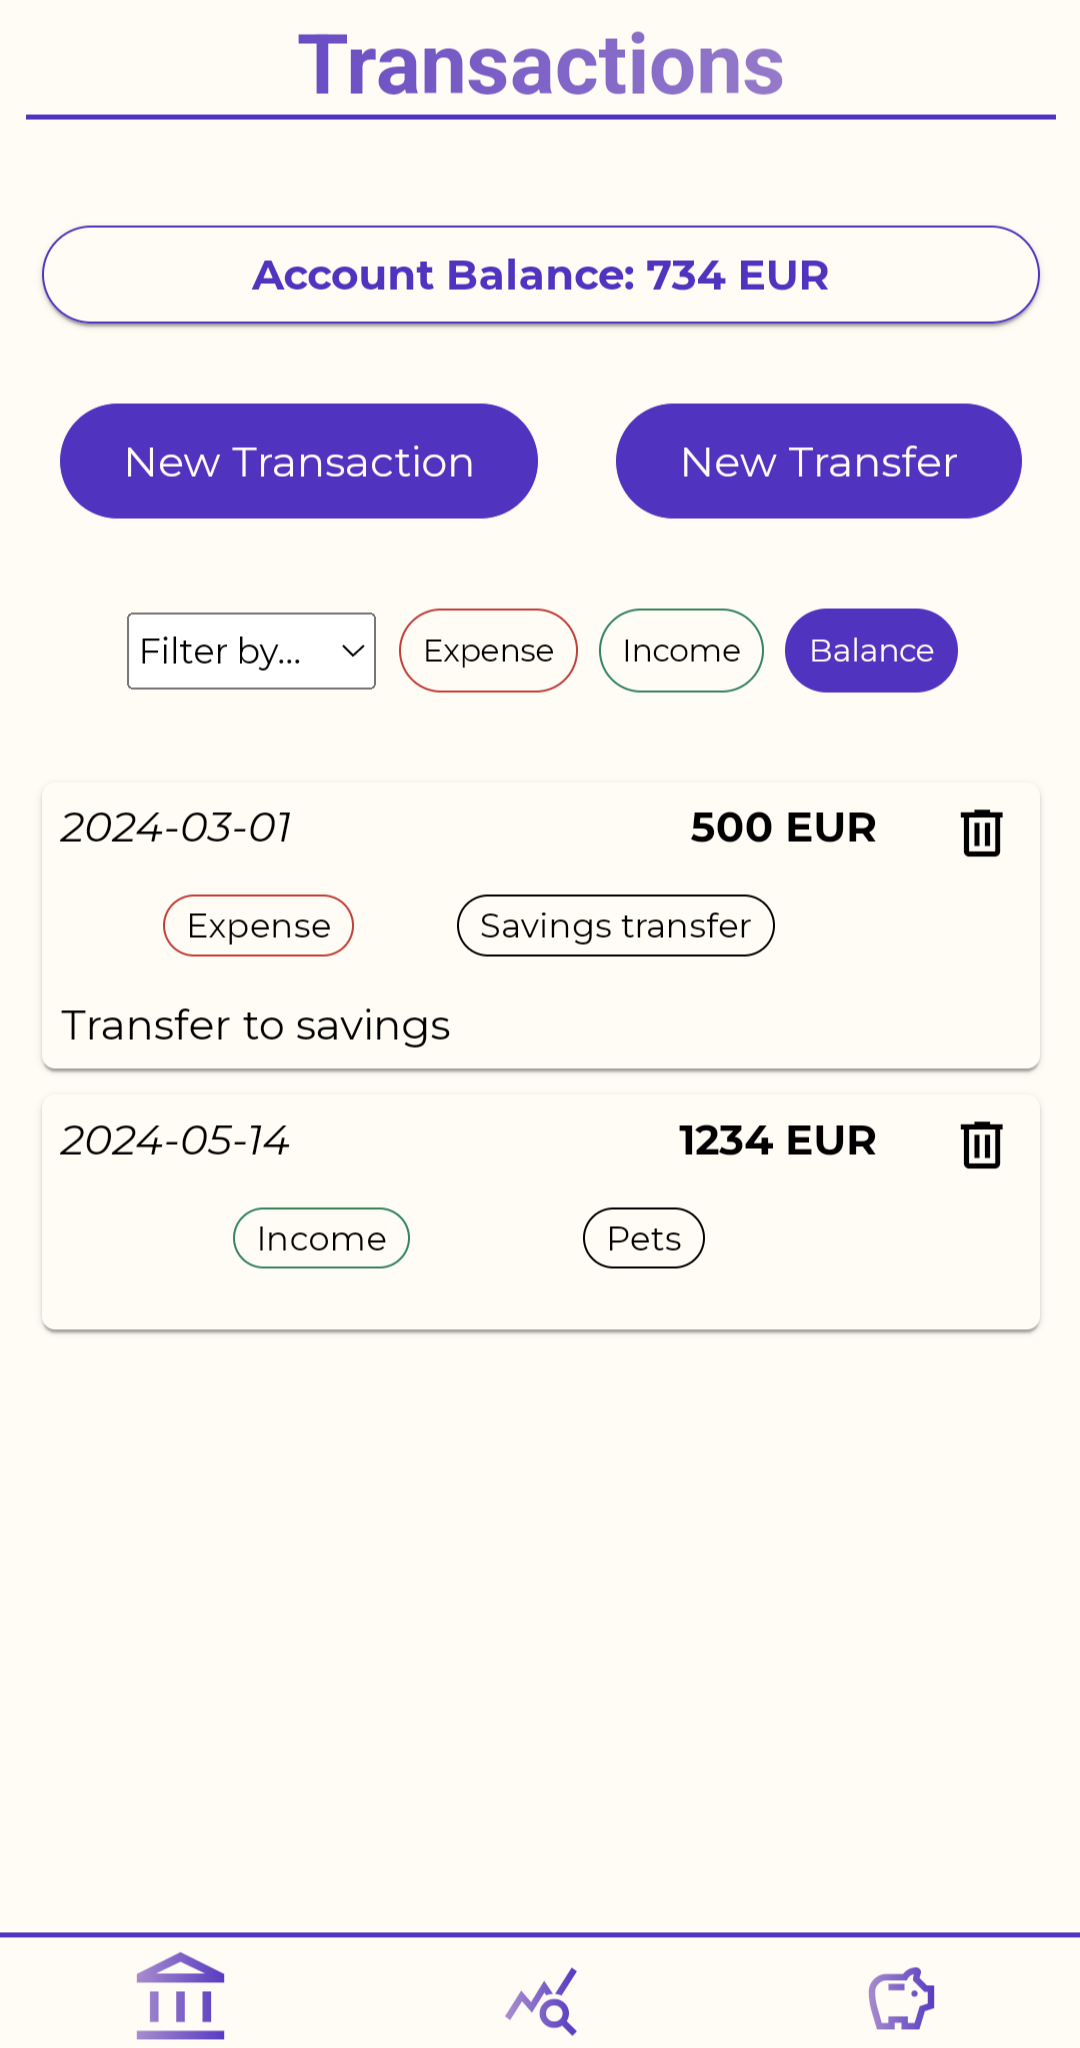 Transactions
Account Balance: 734 EUR
New Transaction New Transfer
Filter by... Expense Income Balance
2024-03-01 500 EUR
Expense Savings transfer
Transfer to savings
2024-05-14 1234 EUR
Income Pets